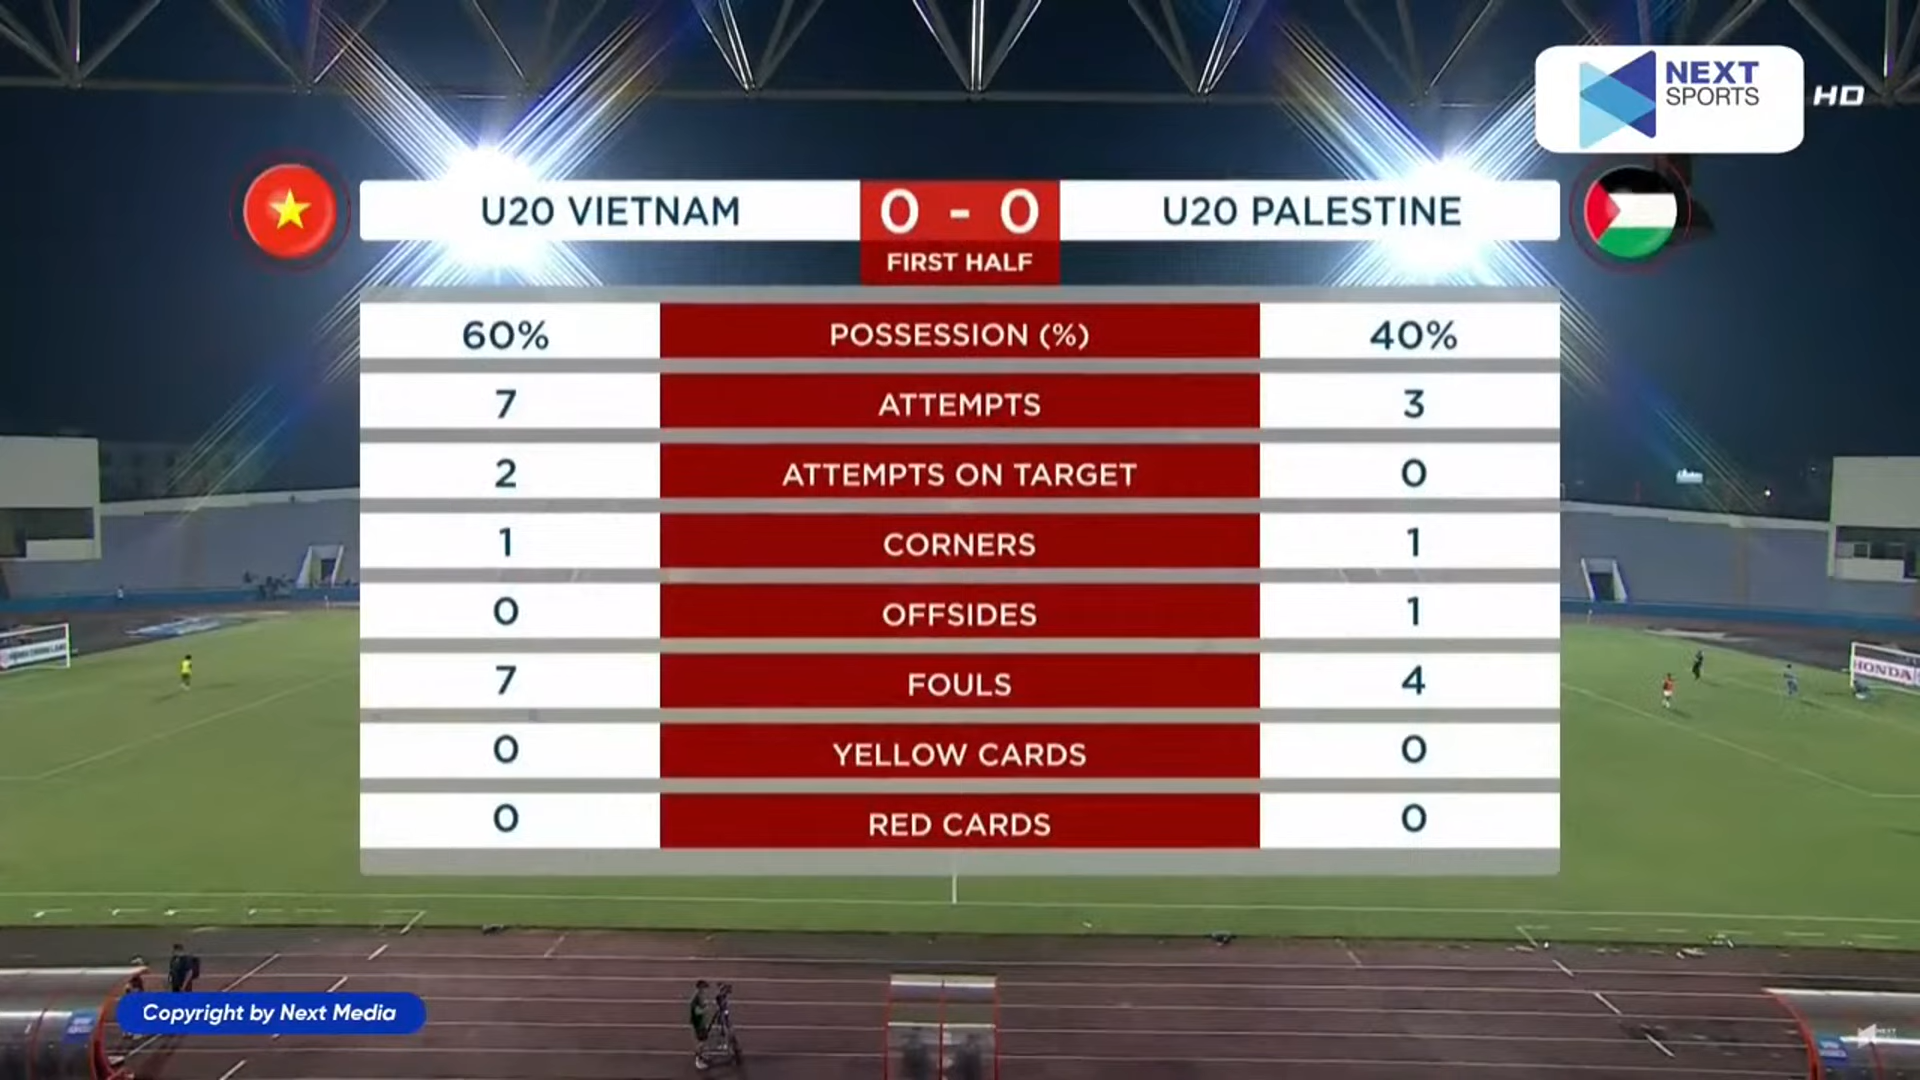 NEXT
SPORTS
HD
U20 VIETNAM 0 - 0 U20 PALESTINE
FIRST HALF
60% POSSESSION (%) 40%
7 ATTEMPTS 3
2 ATTEMPTS ON TARGET 0
1 CORNERS 1
0 OFFSIDES 1
7 FOULS 4
0 YELLOW CARDS 0
0 RED CARDS 0
HONDA
Copyright by Next Media